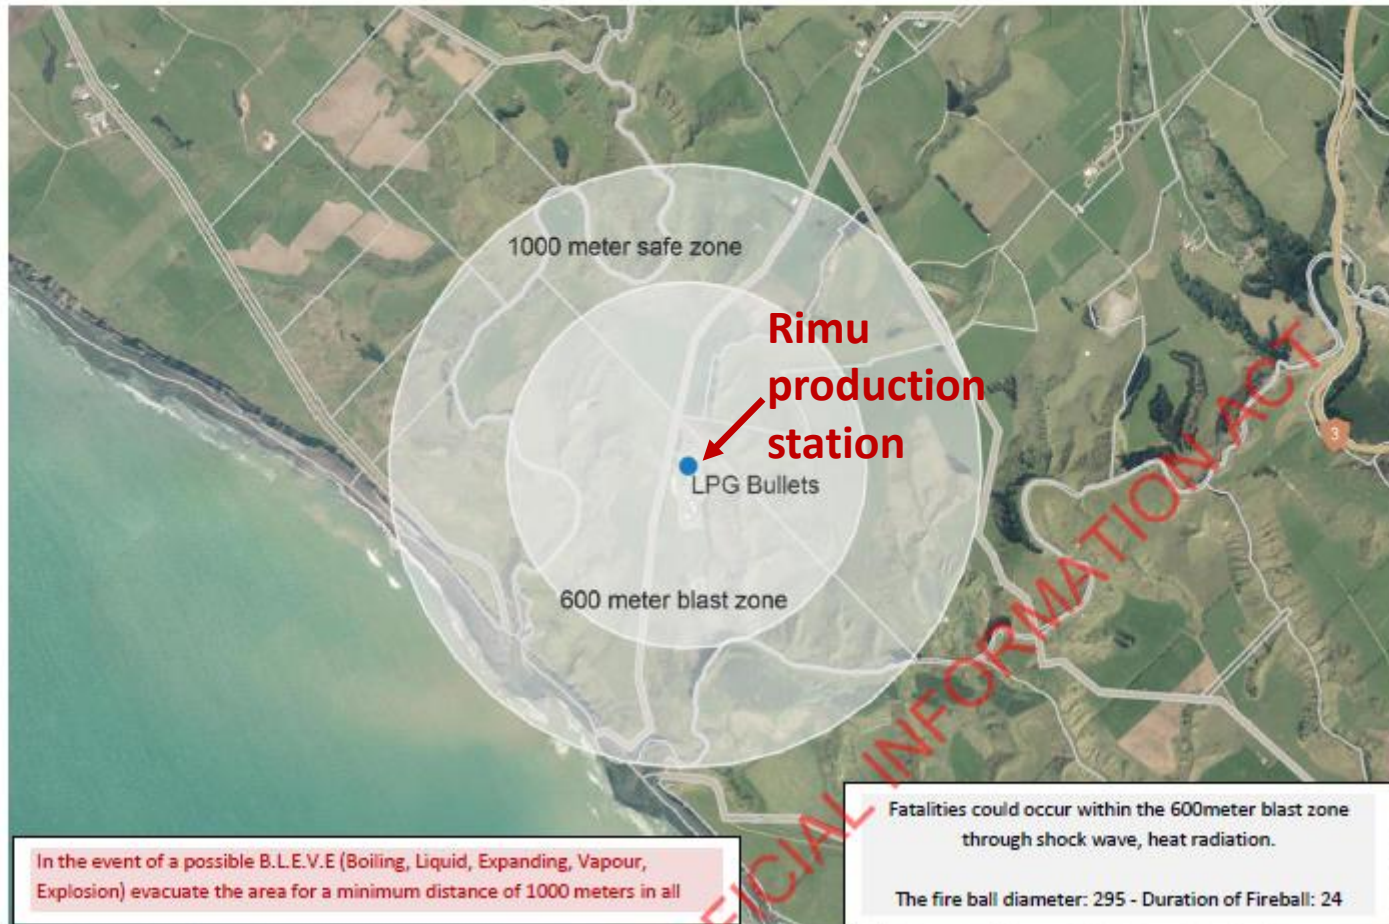 1000 meter safe zone
Rimu
production
station
LPG Bullets
3
600 meter blast zone
In the event of a possible B.L.E.V.E (Boiling, Liquid, Expanding, Vapour,
Explosion) evacuate the area for a minimum distance of 1000 meters in all
Fatalities could occur within the 600meter blast zone
through shock wave, heat radiation.
The fire ball diameter: 295 - Duration of Fireball: 24
INFORMATION ACT